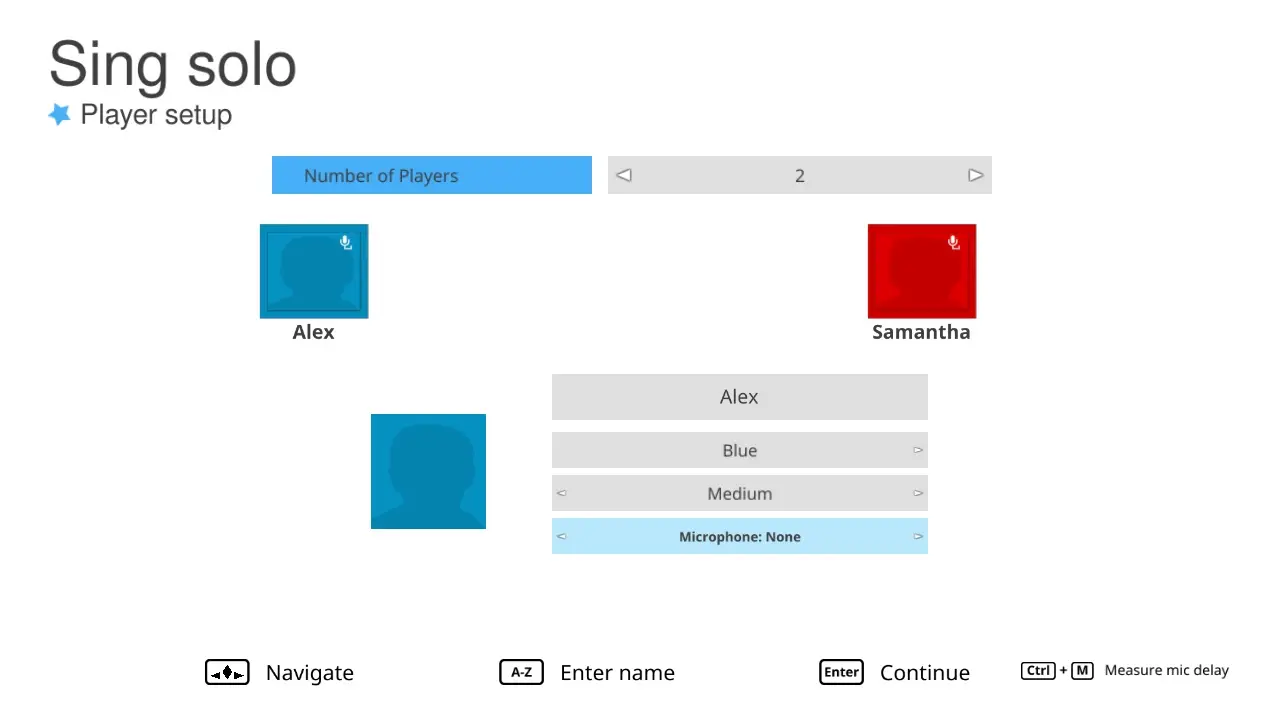 Sing solo
Player setup
Number of Players
2
Alex
Samantha
Alex
Blue
Medium
Microphone: None
Navigate
A-Z Enter name
Enter Continue
Ctrl + M Measure mic delay